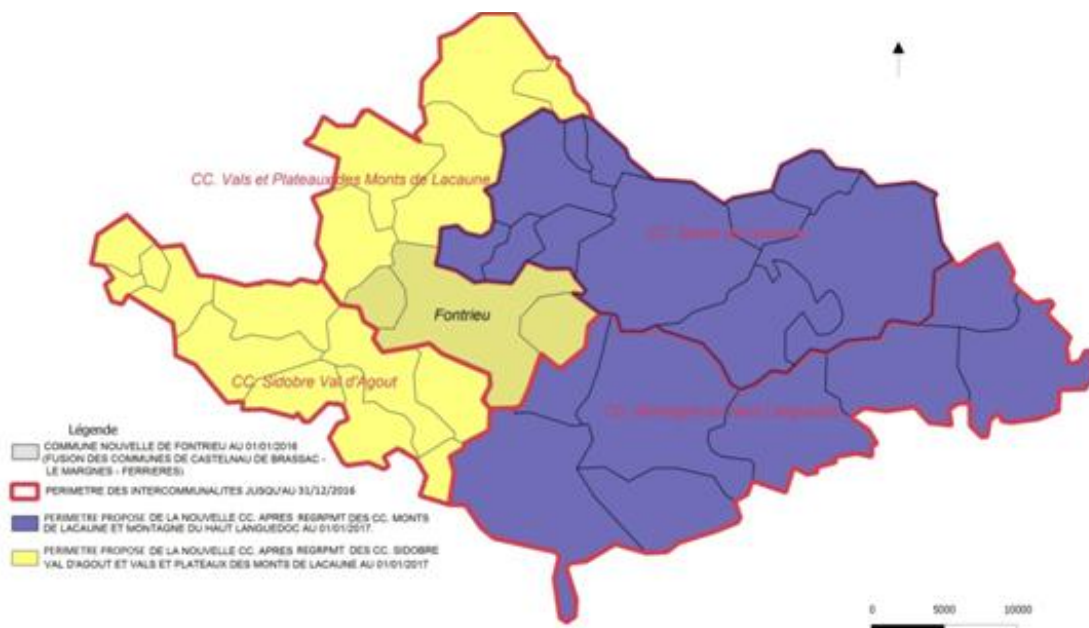 CC. Vals et Plateaux des Monts de Lacaune
Fontrieu
CC. Sidobre Val d'Agout
Légende
COMMUNE NOUVELLE DE FONTRIEU AU 01/01/2016
(FUSION DES COMMUNES DE CASTELNAU DE BRASSAC -
LE MARGNES - FERRIERES)
PERIMETRE DES INTERCOMMUNALITES JUSQU'AU 31/12/2016
PERIMETRE PROPOSE DE LA NOUVELLE CC. APRES REGRPMT DES CC. MONTS
DE LACAUNE ET MONTAGNE DU HAUT LANGUEDOC AU 01/01/2017.
PERIMETRE PROPOSE DE LA NOUVELLE CC. APRES REGRPMT DES CC. SIDOBRE
VAL D'AGOUT ET VALS ET PLATEAUX DES MONTS DE LACAUNE AU 01/01/2017
0 5000 10000